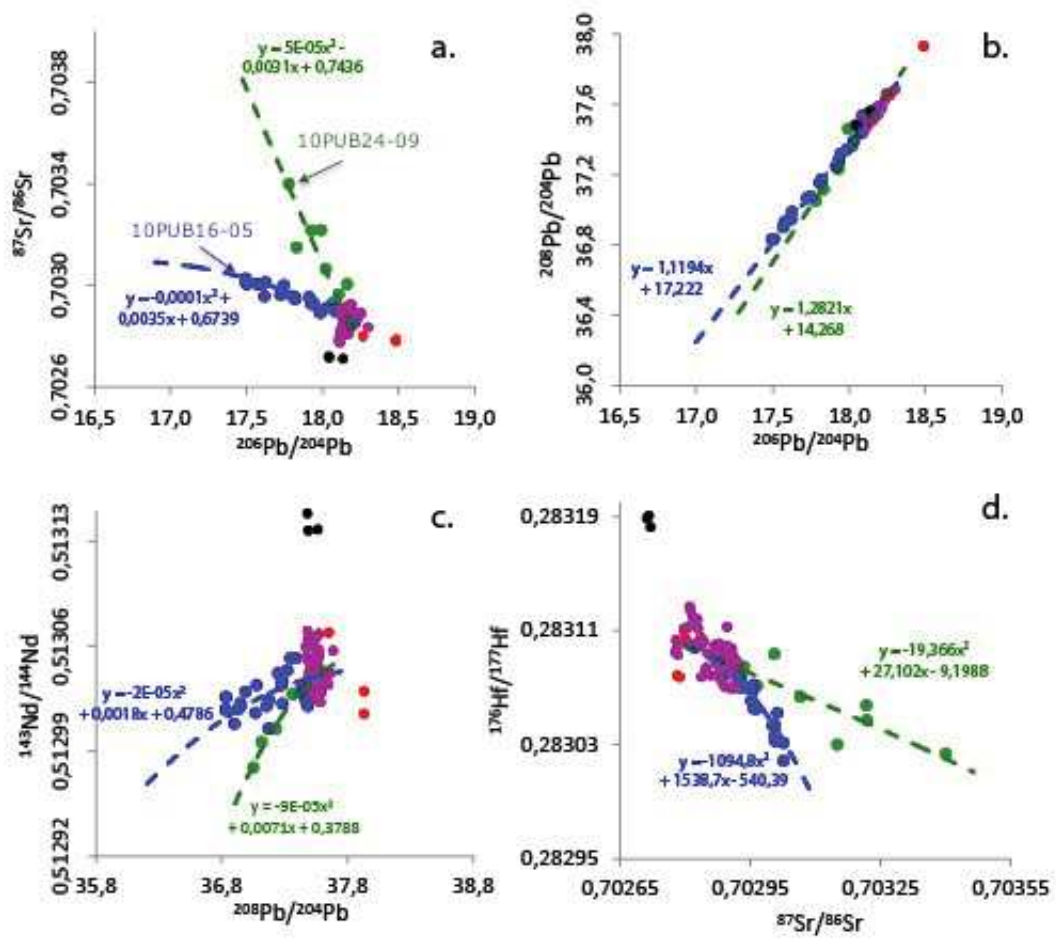 a.
y = 5E-05x² -
0,0031x + 0,7436
10PUB24-09
10PUB16-05
y = -0,0001x² +
0,0035x + 0,6739
0,7038
0,7034
0,7030
0,7026
⁸⁷Sr/⁸⁶Sr
16,5 17,0 17,5 18,0 18,5 19,0
²⁰⁶Pb/²⁰⁴Pb
b.
38,0
37,6
37,2
36,8
36,4
36,0
²⁰⁸Pb/²⁰⁴Pb
y = 1,1194x
+ 17,222
y = 1,2821x
+ 14,268
16,5 17,0 17,5 18,0 18,5 19,0
²⁰⁶Pb/²⁰⁴Pb
c.
0,51313
0,51306
0,51299
0,51292
¹⁴³Nd/¹⁴⁴Nd
y = -2E-05x²
+ 0,0018x + 0,4786
y = -9E-05x²
+ 0,0071x + 0,3788
35,8 36,8 37,8 38,8
²⁰⁸Pb/²⁰⁴Pb
d.
0,28319
0,28311
0,28303
0,28295
¹⁷⁶Hf/¹⁷⁷Hf
y = -19,366x²
+ 27,102x - 9,1988
y = -1094,8x²
+ 1538,7x - 540,39
0,70265 0,70295 0,70325 0,70355
⁸⁷Sr/⁸⁶Sr